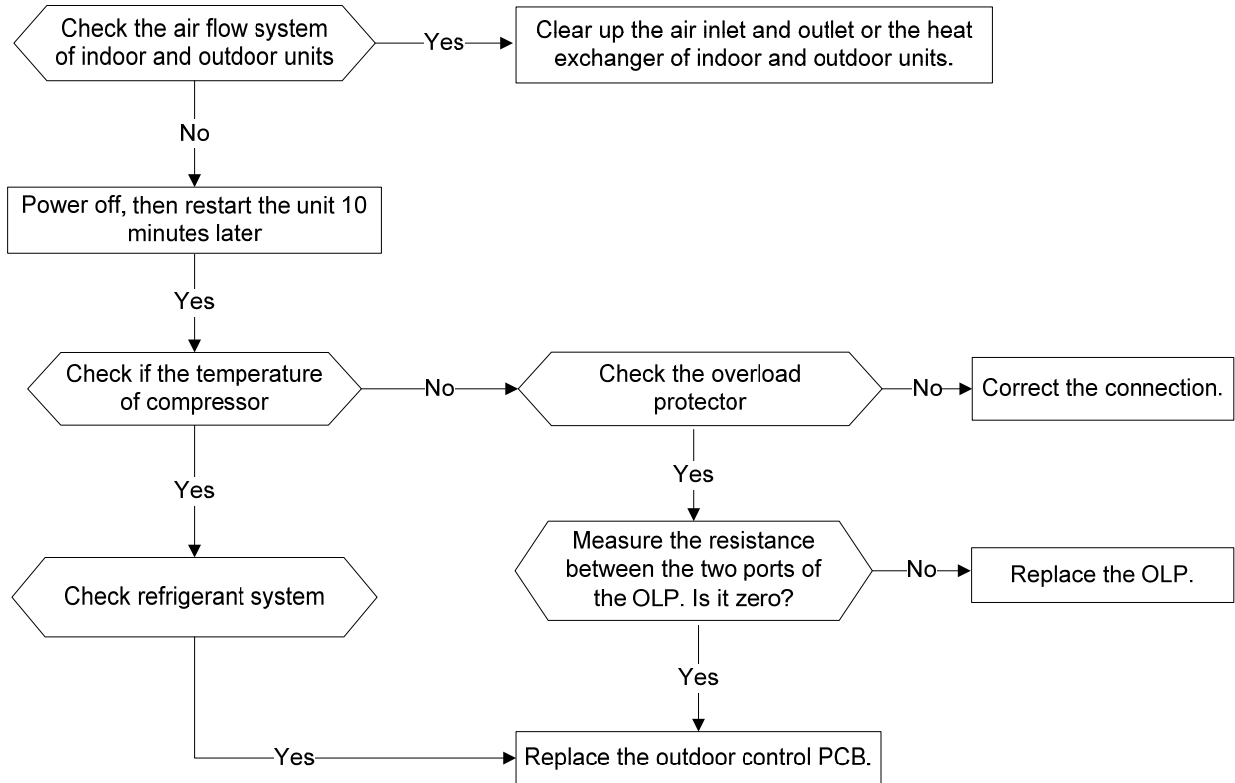 Check the air flow system
of indoor and outdoor units
Yes
Clear up the air inlet and outlet or the heat
exchanger of indoor and outdoor units.
No
Power off, then restart the unit 10
minutes later
Yes
Check if the temperature
of compressor
No
Check the overload
protector
No
Correct the connection.
Yes
Yes
Measure the resistance
between the two ports of
the OLP. Is it zero?
No
Replace the OLP.
Check refrigerant system
Yes
Yes
Replace the outdoor control PCB.